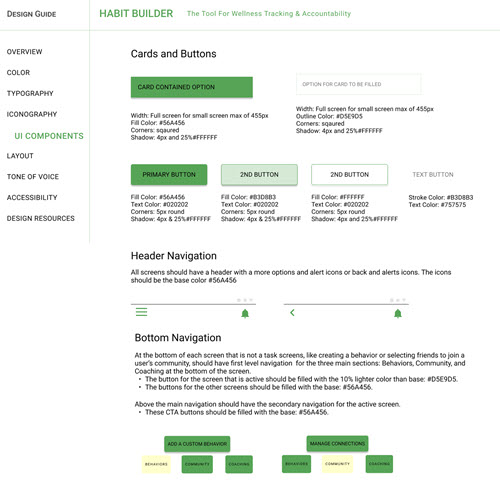 DESIGN GUIDE
HABIT BUILDER
The Tool For Wellness Tracking & Accountability
OVERVIEW
COLOR
TYPOGRAPHY
ICONOGRAPHY
UI COMPONENTS
LAYOUT
TONE OF VOICE
ACCESSIBILITY
DESIGN RESOURCES
Cards and Buttons
CARD CONTAINED OPTION
Width: Full screen for small screen max of 455px
Fill Color: #56A456
Corners: sqaured
Shadow: 4px and 25%#FFFFFF
OPTION FOR CARD TO BE FILLED
Width: Full screen for small screen max of 455px
Outline Color: #D5E9D5
Corners: sqaured
Shadow: 4px and 25%#FFFFFF
PRIMARY BUTTON
Fill Color: #56A456
Text Color: #020202
Corners: 5px round
Shadow: 4px & 25%#FFFFFF
2ND BUTTON
Fill Color: #B3D8B3
Text Color: #020202
Corners: 5px round
Shadow: 4px & 25%#FFFFFF
2ND BUTTON
Fill Color: #FFFFFF
Text Color: #020202
Corners: 5px round
Shadow: 4px and 25%#FFFFFF
TEXT BUTTON
Stroke Color: #B3D8B3
Text Color: #757575
Header Navigation
All screens should have a header with a more options and alert icons or back and alerts icons. The icons
should be the base color #56A456
Bottom Navigation
At the bottom of each screen that is not a task screens, like creating a behavior or selecting friends to join a
user's community, should have first level navigation for the three main sections: Behaviors, Community, and
Coaching at the bottom of the screen.
• The button for the screen that is active should be filled with the 10% lighter color than base: #D5E9D5.
• The buttons for the other screens should be filled with the base: #56A456.
Above the main navigation should have the secondary navigation for the active screen.
• These CTA buttons should be filled with the base: #56A456.
ADD A CUSTOM BEHAVIOR
BEHAVIORS
COMMUNITY
COACHING
MANAGE CONNECTIONS
BEHAVIORS
COMMUNITY
COACHING